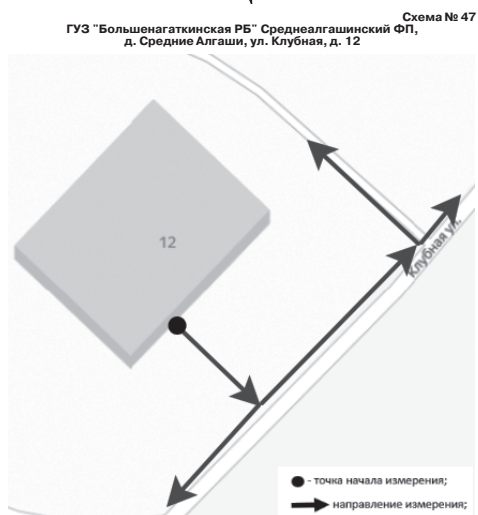 Схема № 47
ГУЗ "Большенагаткинская РБ" Среднеалгашинский ФП,
д. Средние Алгаши, ул. Клубная, д. 12
12
Клубная ул.
- точка начала измерения;
направление измерения;